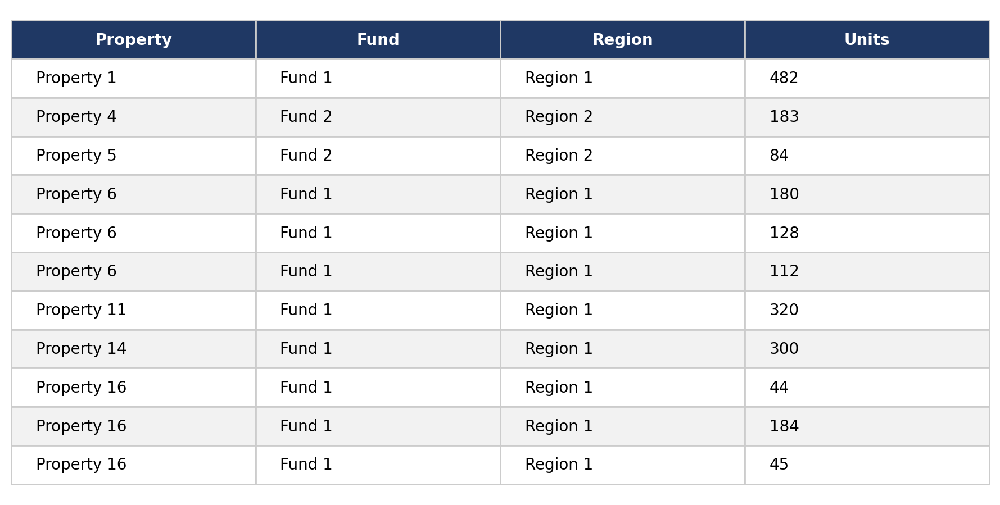 Property Fund Region Units
Property 1 Fund 1 Region 1 482
Property 4 Fund 2 Region 2 183
Property 5 Fund 2 Region 2 84
Property 6 Fund 1 Region 1 180
Property 6 Fund 1 Region 1 128
Property 6 Fund 1 Region 1 112
Property 11 Fund 1 Region 1 320
Property 14 Fund 1 Region 1 300
Property 16 Fund 1 Region 1 44
Property 16 Fund 1 Region 1 184
Property 16 Fund 1 Region 1 45